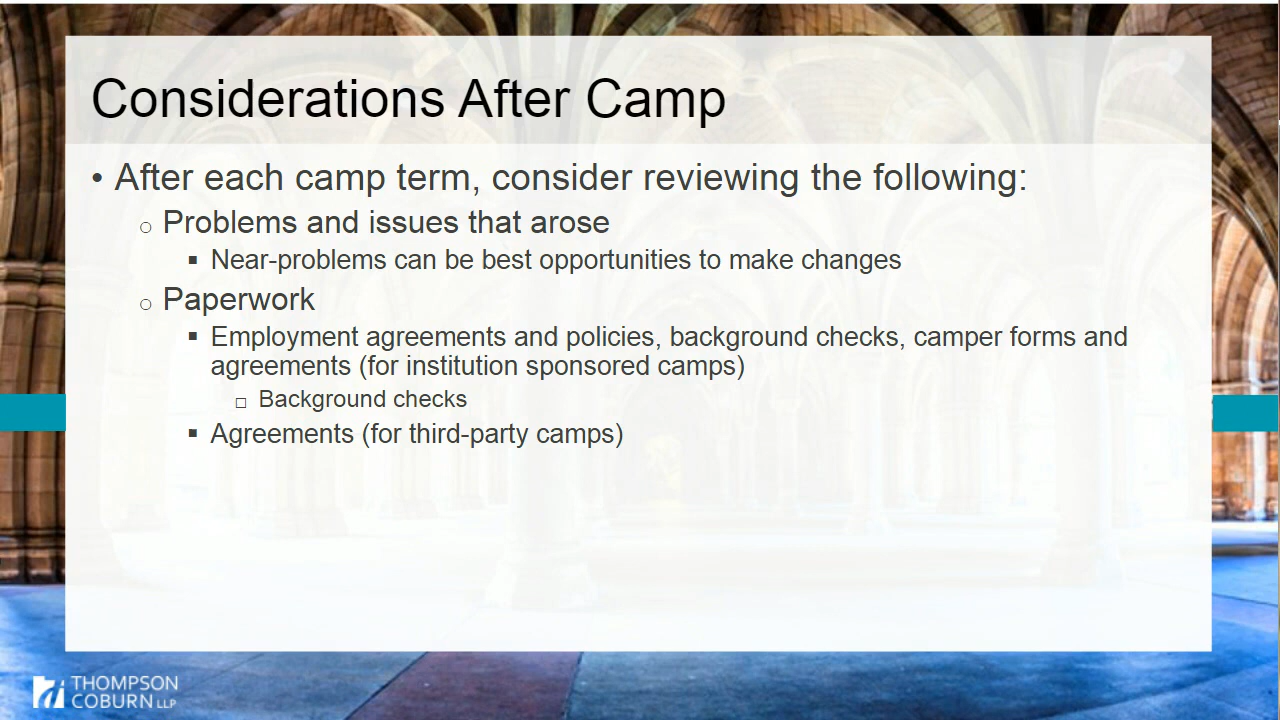 Considerations After Camp
• After each camp term, consider reviewing the following:
○ Problems and issues that arose
▪ Near-problems can be best opportunities to make changes
○ Paperwork
▪ Employment agreements and policies, background checks, camper forms and
agreements (for institution sponsored camps)
□ Background checks
▪ Agreements (for third-party camps)
THOMPSON
COBURN LLP